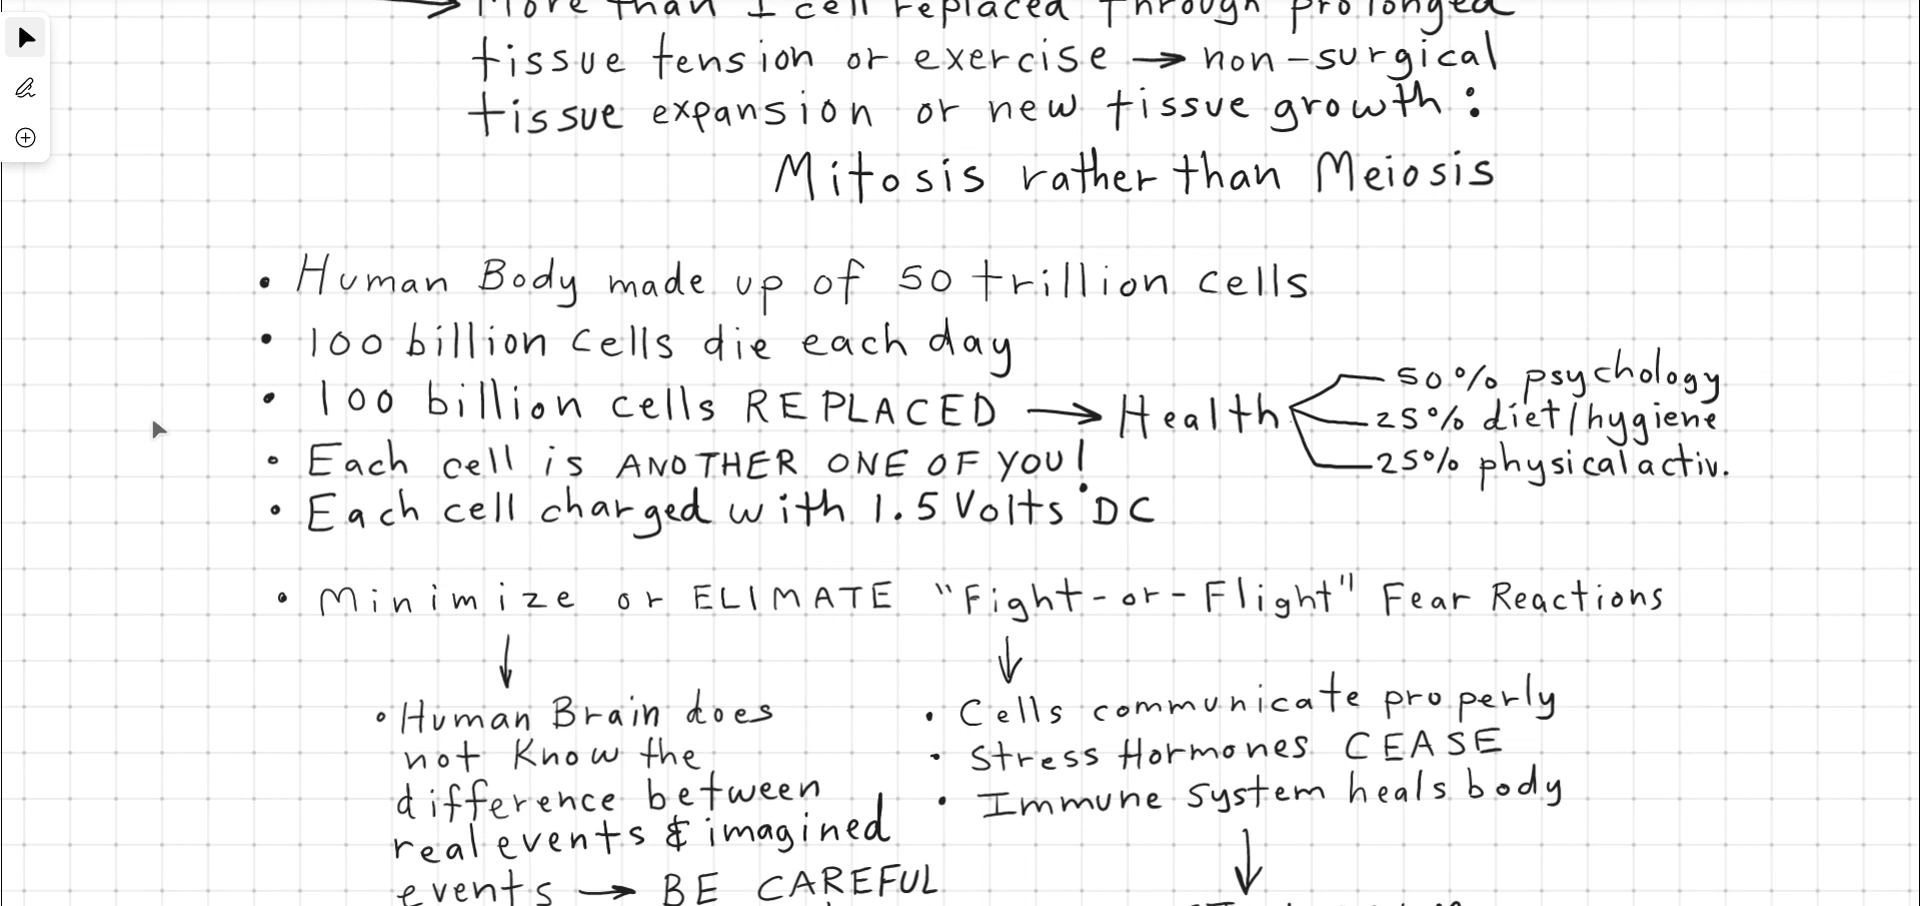 → More than 1 cell replaced through prolonged
tissue tension or exercise → non-surgical
tissue expansion or new tissue growth:
Mitosis rather than Meiosis
• Human Body made up of 50 trillion cells
• 100 billion cells die each day
• 100 billion cells REPLACED → Health
50% psychology
25% diet/hygiene
25% physical activ.
• Each cell is ANOTHER ONE OF YOU!
• Each cell charged with 1.5 Volts DC
• Minimize or ELIMATE "Fight-or-Flight" Fear Reactions
• Human Brain does
not know the
difference between
real events & imagined
events → BE CAREFUL
• Cells communicate properly
• Stress Hormones CEASE
• Immune System heals body